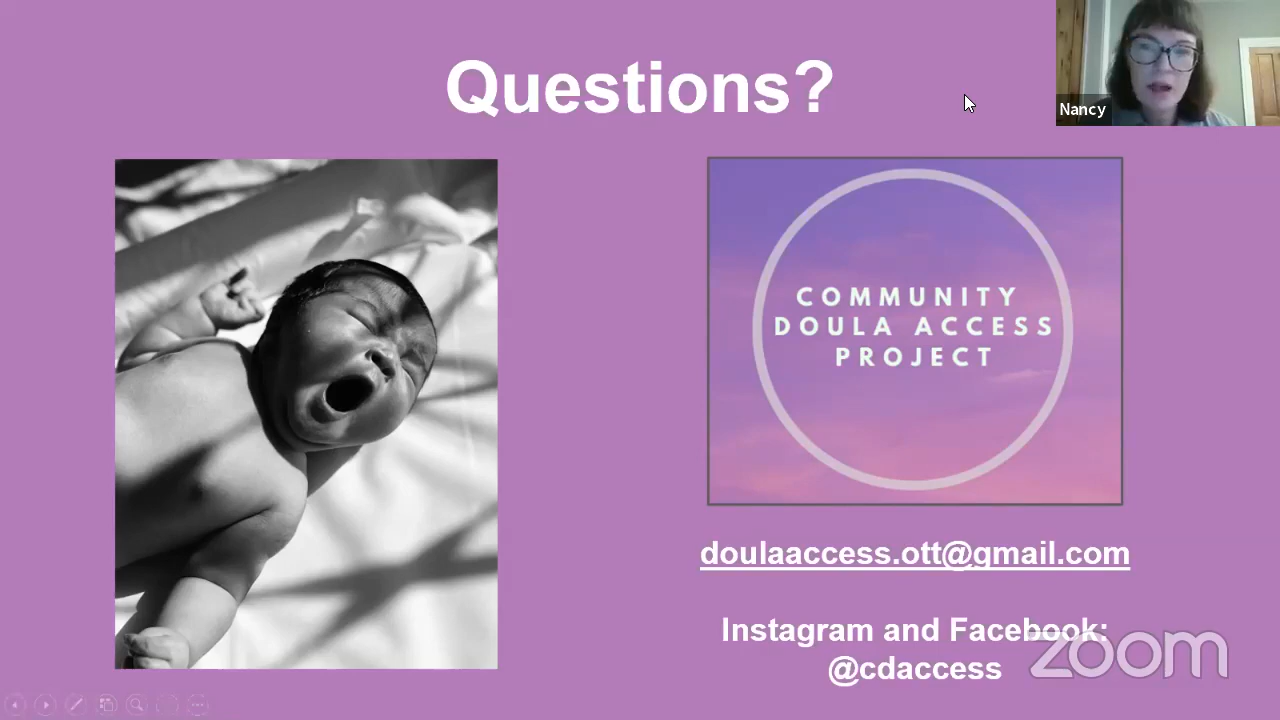 Questions?
Nancy
COMMUNITY
DOULA ACCESS
PROJECT
doulaaccess.ott@gmail.com
Instagram and Facebook:
@cdaccess
zoom